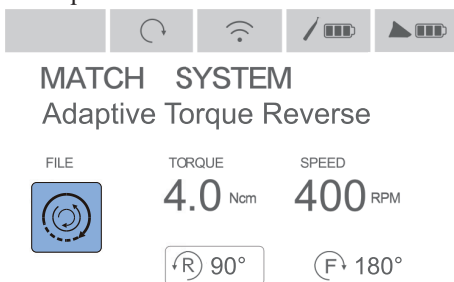 MATCH SYSTEM
Adaptive Torque Reverse
FILE TORQUE SPEED
4.0 Ncm 400 RPM
R 90° F 180°